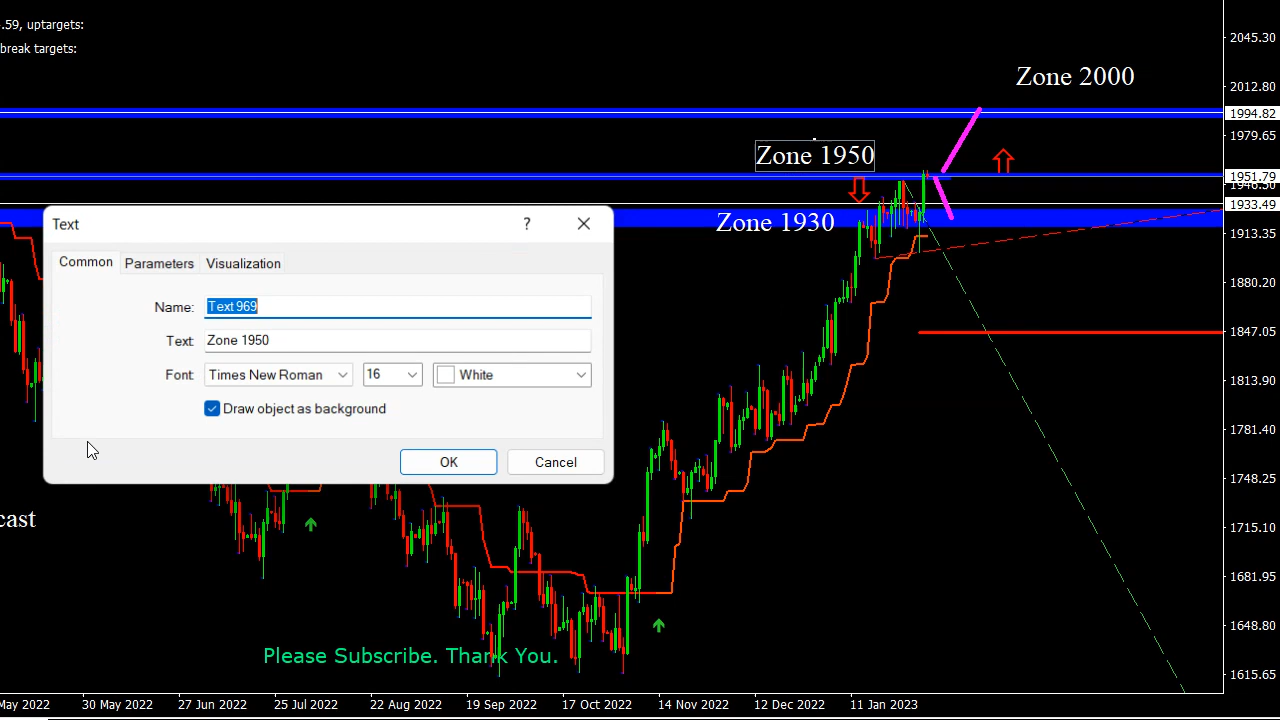 .59, uptargets:
break targets:
Zone 2000
Zone 1950
Zone 1930
Text
?
Common
Parameters
Visualization
Name:
Text 969
Text
Zone 1950
Font:
Times New Roman
16
White
Draw object as background
OK
Cancel
cast
Please Subscribe. Thank You.
2045.30
2012.80
1994.82
1979.65
1951.79
1946.50
1933.49
1913.35
1880.20
1847.05
1813.90
1781.40
1748.25
1715.10
1681.95
1648.80
1615.65
May 2022
30 May 2022
27 Jun 2022
25 Jul 2022
22 Aug 2022
19 Sep 2022
17 Oct 2022
14 Nov 2022
12 Dec 2022
11 Jan 2023